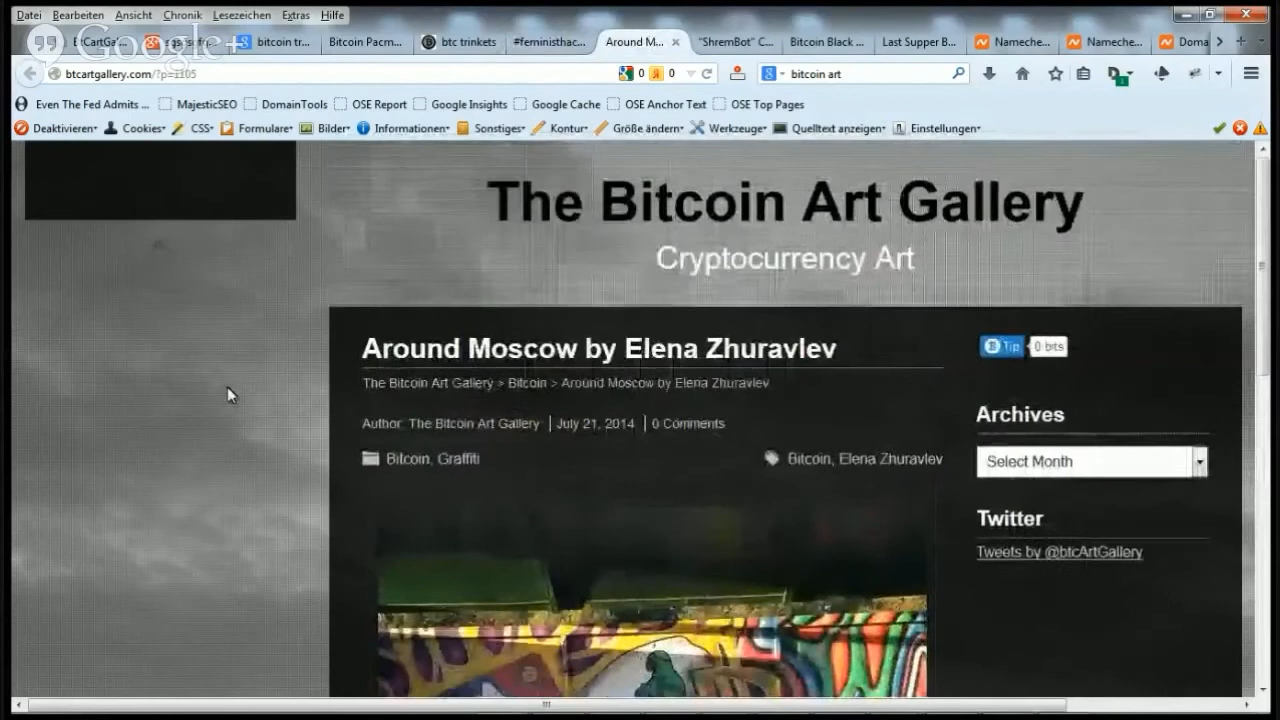 Datei Bearbeiten Ansicht Chronik Lesezeichen Extras Hilfe
Google+
bitcoin tr... Bitcoin Pacm... btc trinkets #feministhac... Around M... "ShremBot" C... Bitcoin Black ... Last Supper B... Nameche... Nameche... Doma
btcartgallery.com/?p=1105 0 0 bitcoin art
Even The Fed Admits ... MajesticSEO DomainTools OSE Report Google Insights Google Cache OSE Anchor Text OSE Top Pages
Deaktivieren Cookies CSS Formulare Bilder Informationen Sonstiges Kontur Größe ändern Werkzeuge Quelltext anzeigen Einstellungen
The Bitcoin Art Gallery
Cryptocurrency Art
Around Moscow by Elena Zhuravlev
The Bitcoin Art Gallery > Bitcoin > Around Moscow by Elena Zhuravlev
Author: The Bitcoin Art Gallery | July 21, 2014 | 0 Comments
Bitcoin, Graffiti
Bitcoin, Elena Zhuravlev
Tip 0 bits
Archives
Select Month
Twitter
Tweets by @btcArtGallery